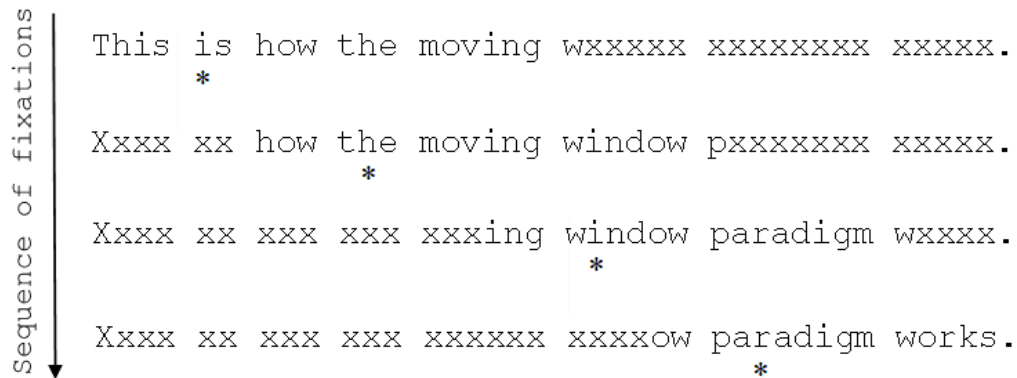 Sequence of fixations
This is how the moving wxxxxx xxxxxxxx xxxxx.
*
Xxxx xx how the moving window pxxxxxxx xxxxx.
*
Xxxx xx xxx xxx xxxing window paradigm wxxxx.
*
Xxxx xx xxx xxx xxxxxx xxxxow paradigm works.
*